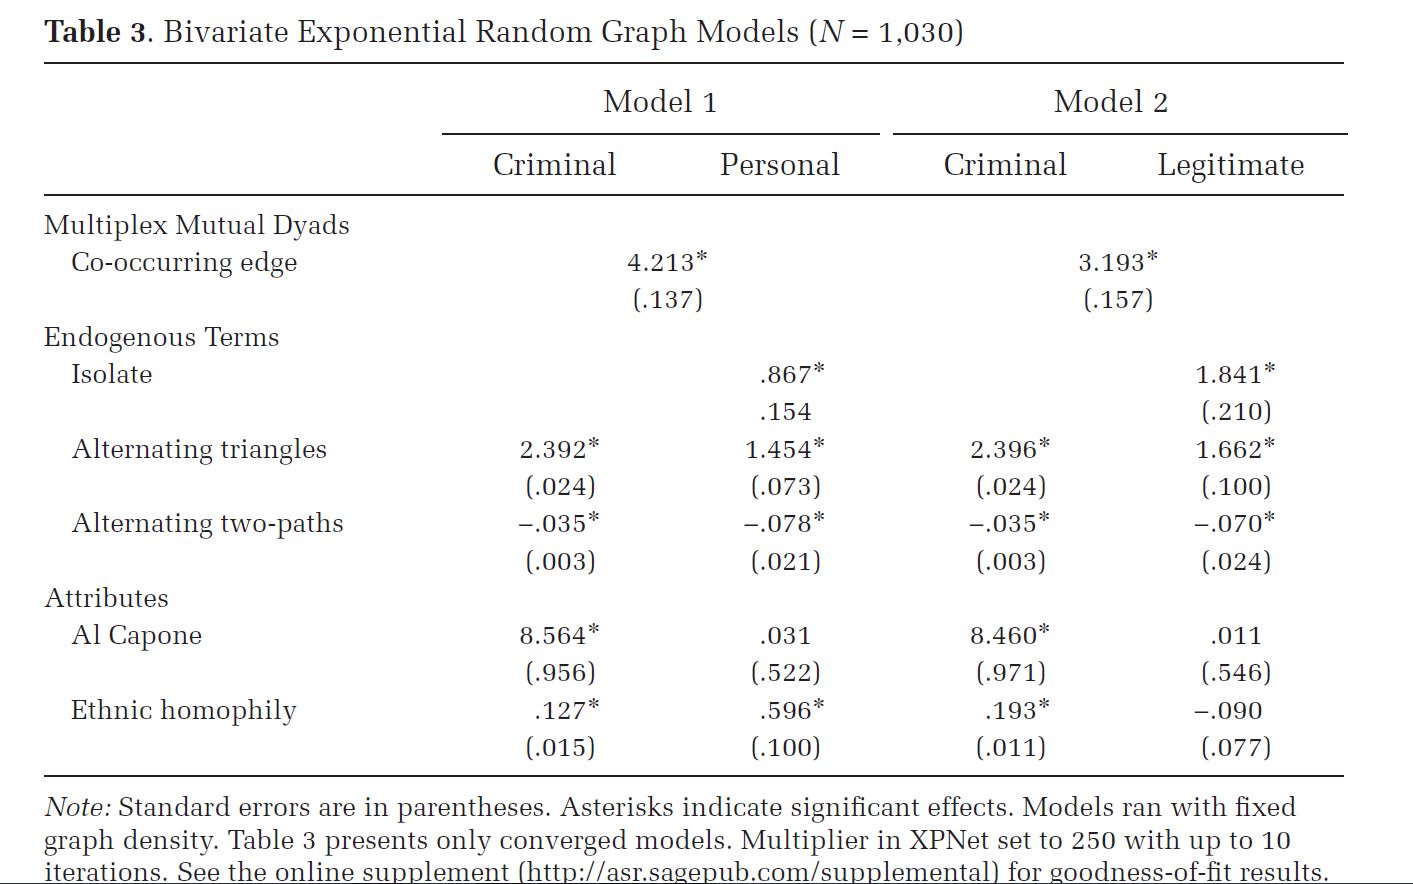 Table 3. Bivariate Exponential Random Graph Models (N = 1,030)
Model 1 Model 2
Criminal Personal Criminal Legitimate
Multiplex Mutual Dyads
Co-occurring edge 4.213* 3.193*
(.137) (.157)
Endogenous Terms
Isolate .867* 1.841*
.154 (.210)
Alternating triangles 2.392* 1.454* 2.396* 1.662*
(.024) (.073) (.024) (.100)
Alternating two-paths –.035* –.078* –.035* –.070*
(.003) (.021) (.003) (.024)
Attributes
Al Capone 8.564* .031 8.460* .011
(.956) (.522) (.971) (.546)
Ethnic homophily .127* .596* .193* –.090
(.015) (.100) (.011) (.077)
Note: Standard errors are in parentheses. Asterisks indicate significant effects. Models ran with fixed
graph density. Table 3 presents only converged models. Multiplier in XPNet set to 250 with up to 10
iterations. See the online supplement (http://asr.sagepub.com/supplemental) for goodness-of-fit results.